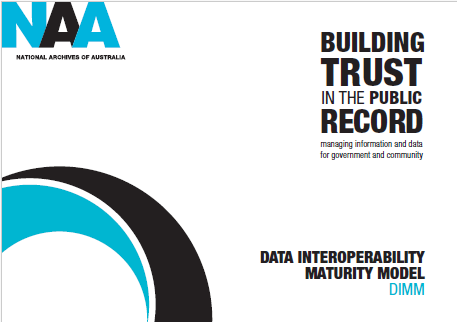 NAA
NATIONAL ARCHIVES OF AUSTRALIA
BUILDING
TRUST
IN THE PUBLIC
RECORD
managing information and data
for government and community
DATA INTEROPERABILITY
MATURITY MODEL
DIMM